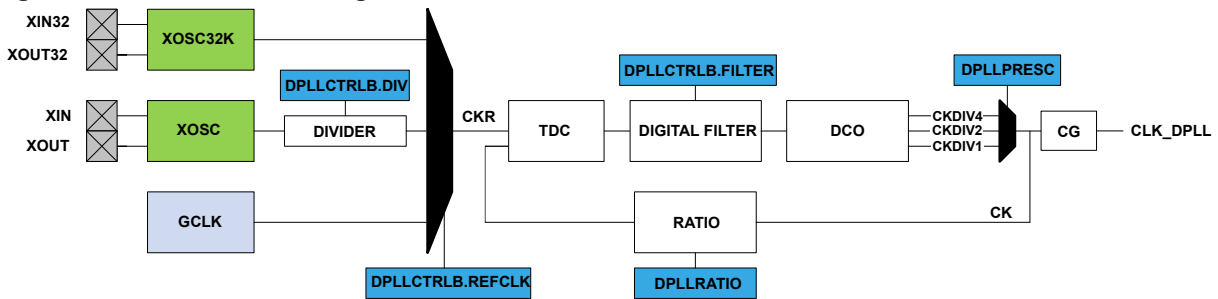 XIN32
XOUT32
XOSC32K
DPLLCTRLB.DIV
DPLLCTRLB.FILTER
DPLLPRESC
XIN
XOUT
XOSC
DIVIDER
CKR
TDC
DIGITAL FILTER
DCO
CKDIV4
CKDIV2
CKDIV1
CG
CLK_DPLL
GCLK
RATIO
CK
DPLLCTRLB.REFCLK
DPLLRATIO